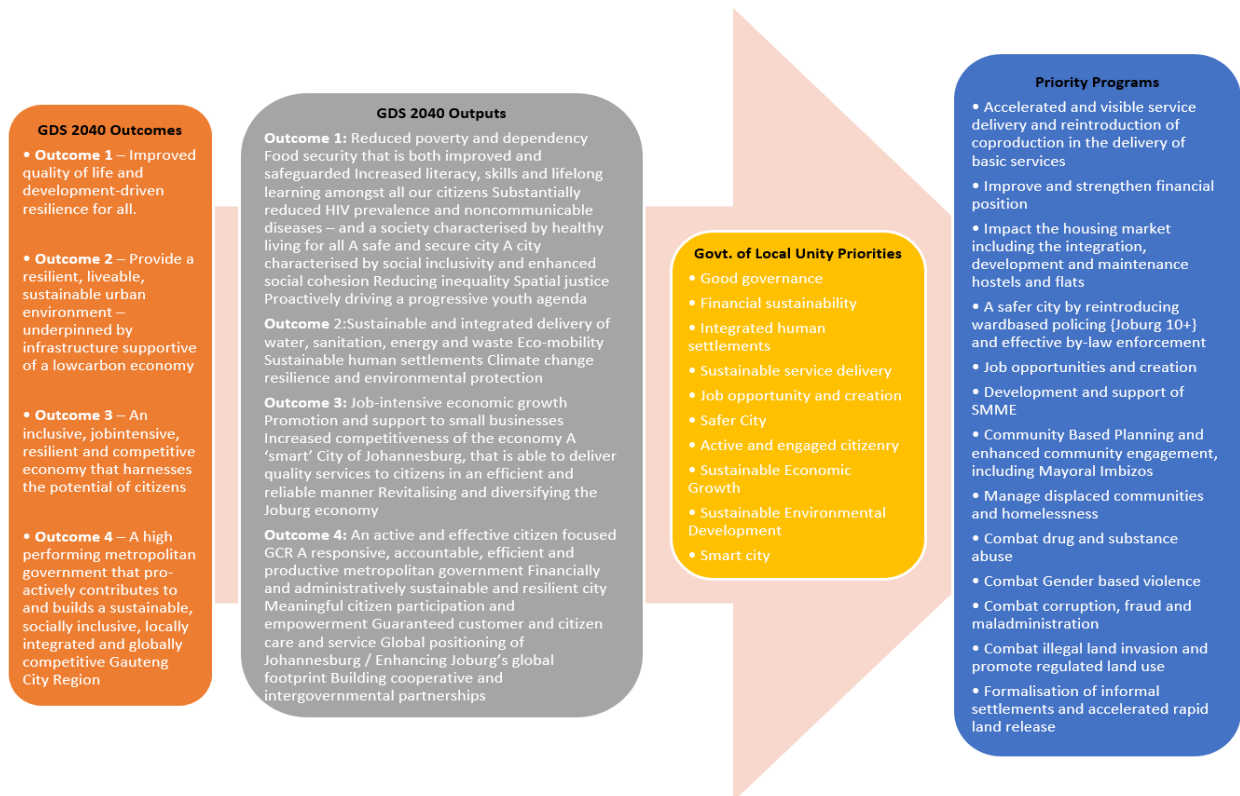 GDS 2040 Outcomes
• Outcome 1 – Improved
quality of life and
development-driven
resilience for all.
• Outcome 2 – Provide a
resilient, liveable,
sustainable urban
environment –
underpinned by
infrastructure supportive
of a lowcarbon economy
• Outcome 3 – An
inclusive, jobintensive,
resilient and competitive
economy that harnesses
the potential of citizens
• Outcome 4 – A high
performing metropolitan
government that pro-
actively contributes to
and builds a sustainable,
socially inclusive, locally
integrated and globally
competitive Gauteng
City Region
GDS 2040 Outputs
Outcome 1: Reduced poverty and dependency
Food security that is both improved and
safeguarded Increased literacy, skills and lifelong
learning amongst all our citizens Substantially
reduced HIV prevalence and noncommunicable
diseases – and a society characterised by healthy
living for all A safe and secure city A city
characterised by social inclusivity and enhanced
social cohesion Reducing inequality Spatial justice
Proactively driving a progressive youth agenda
Outcome 2:Sustainable and integrated delivery of
water, sanitation, energy and waste Eco-mobility
Sustainable human settlements Climate change
resilience and environmental protection
Outcome 3: Job-intensive economic growth
Promotion and support to small businesses
Increased competitiveness of the economy A
‘smart’ City of Johannesburg, that is able to deliver
quality services to citizens in an efficient and
reliable manner Revitalising and diversifying the
Joburg economy
Outcome 4: An active and effective citizen focused
GCR A responsive, accountable, efficient and
productive metropolitan government Financially
and administratively sustainable and resilient city
Meaningful citizen participation and
empowerment Guaranteed customer and citizen
care and service Global positioning of
Johannesburg / Enhancing Joburg’s global
footprint Building cooperative and
intergovernmental partnerships
Govt. of Local Unity Priorities
• Good governance
• Financial sustainability
• Integrated human
settlements
• Sustainable service delivery
• Job opportunity and creation
• Safer City
• Active and engaged citizenry
• Sustainable Economic
Growth
• Sustainable Environmental
Development
• Smart city
Priority Programs
• Accelerated and visible service
delivery and reintroduction of
coproduction in the delivery of
basic services
• Improve and strengthen financial
position
• Impact the housing market
including the integration,
development and maintenance
hostels and flats
• A safer city by reintroducing
wardbased policing {Joburg 10+}
and effective by-law enforcement
• Job opportunities and creation
• Development and support of
SMME
• Community Based Planning and
enhanced community engagement,
including Mayoral Imbizos
• Manage displaced communities
and homelessness
• Combat drug and substance
abuse
• Combat Gender based violence
• Combat corruption, fraud and
maladministration
• Combat illegal land invasion and
promote regulated land use
• Formalisation of informal
settlements and accelerated rapid
land release